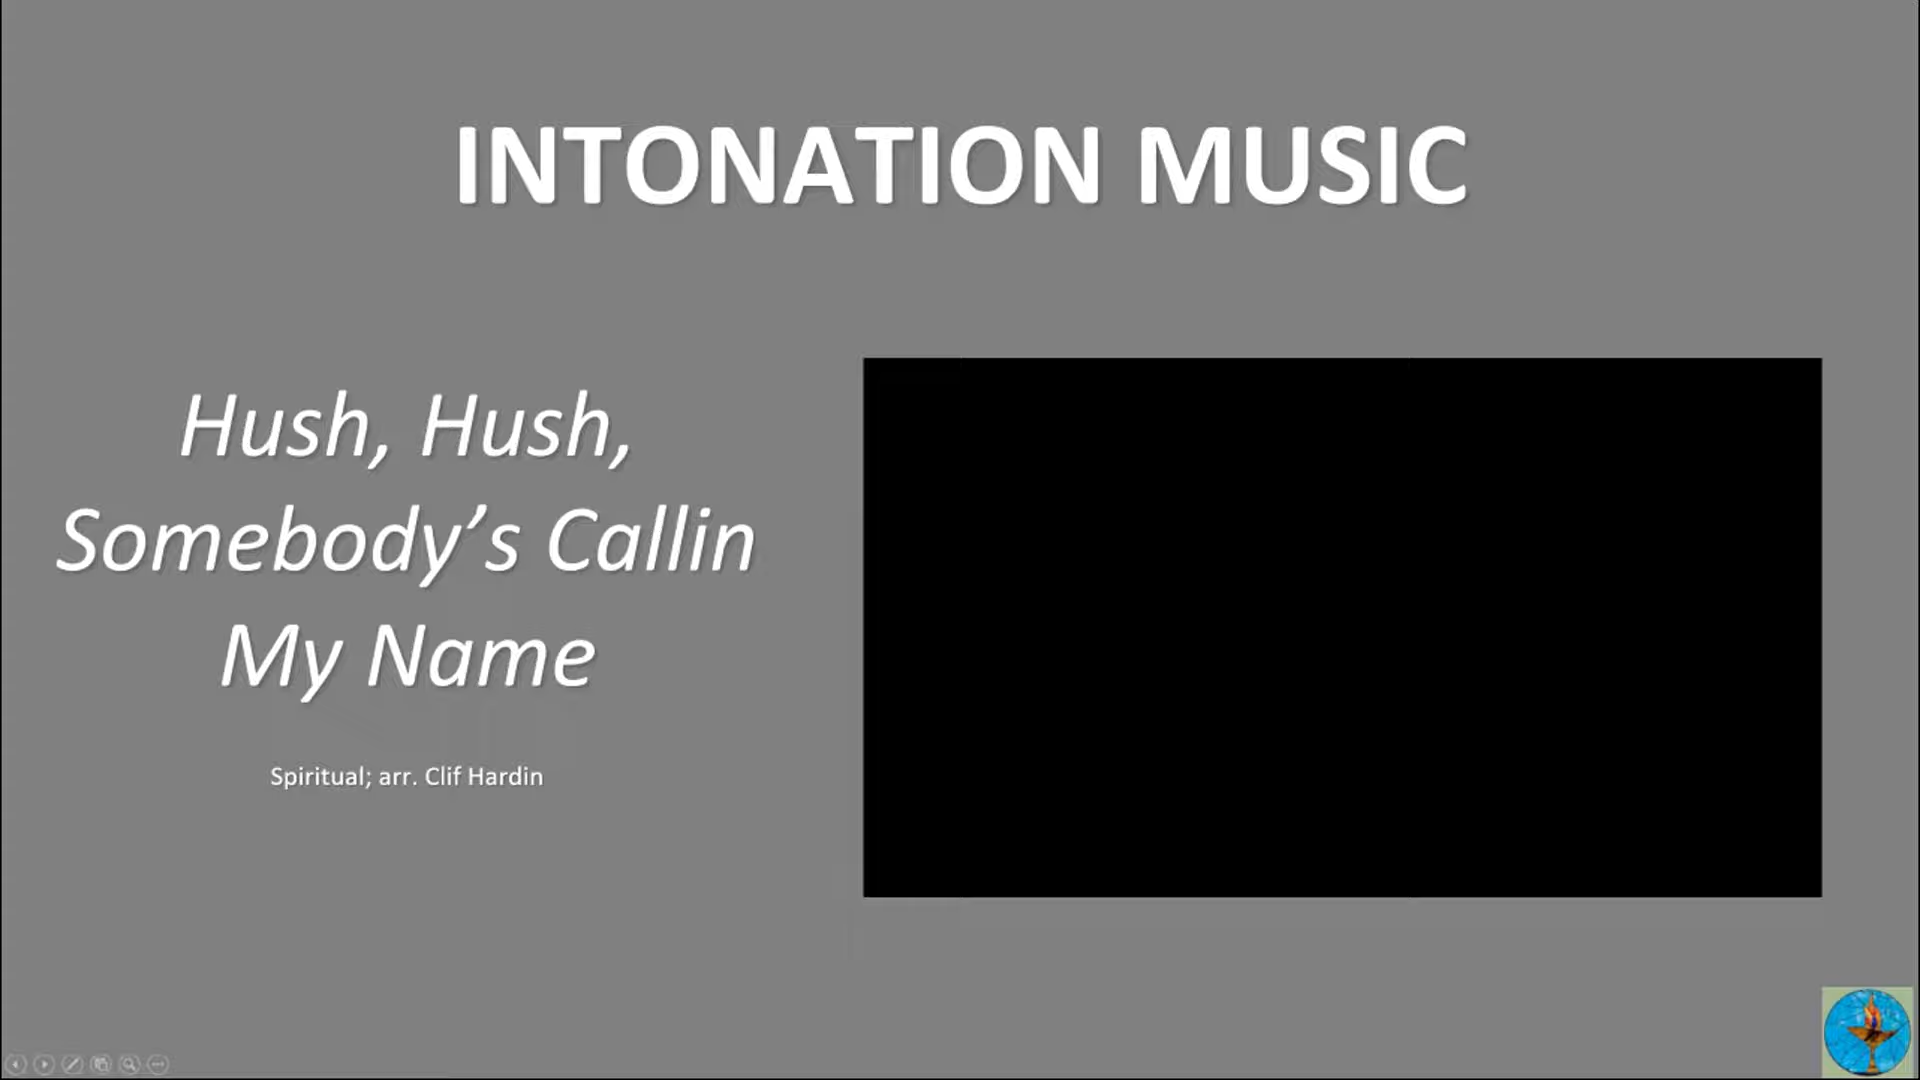 INTONATION MUSIC
Hush, Hush,
Somebody’s Callin
My Name
Spiritual; arr. Clif Hardin